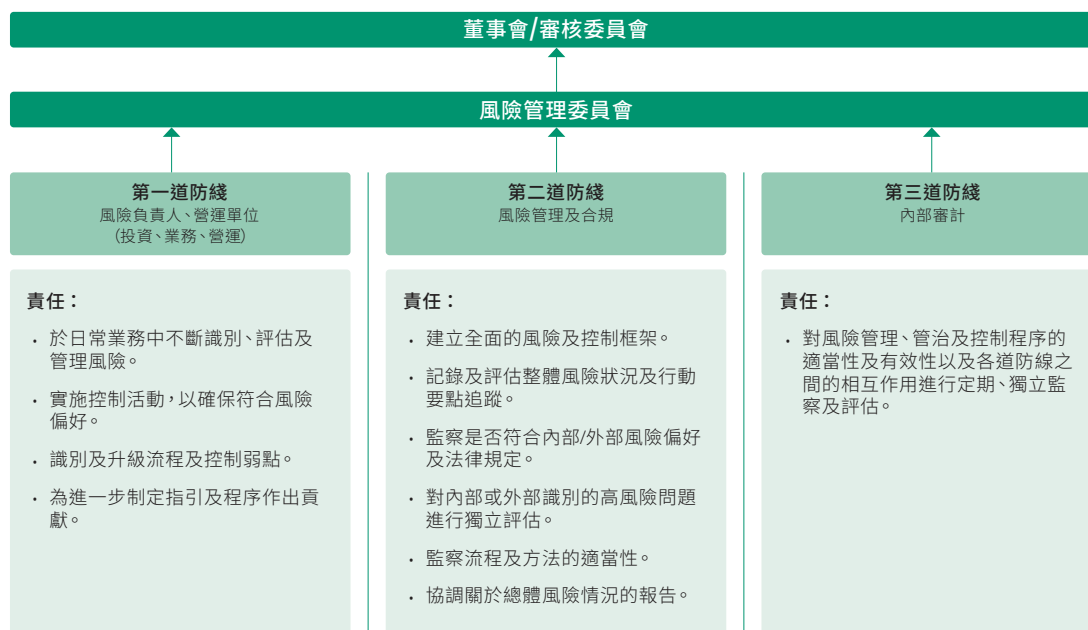 董事會/審核委員會
風險管理委員會
第一道防綫
風險負責人、營運單位
(投資、業務、營運)
責任：
• 於日常業務中不斷識別、評估及
管理風險。
• 實施控制活動，以確保符合風險
偏好。
• 識別及升級流程及控制弱點。
• 為進一步制定指引及程序作出貢
獻。
第二道防綫
風險管理及合規
責任：
• 建立全面的風險及控制框架。
• 記錄及評估整體風險狀況及行動
要點追蹤。
• 監察是否符合內部/外部風險偏好
及法律規定。
• 對內部或外部識別的高風險問題
進行獨立評估。
• 監察流程及方法的適當性。
• 協調關於總體風險情況的報告。
第三道防綫
內部審計
責任：
• 對風險管理、管治及控制程序的
適當性及有效性以及各道防線之
間的相互作用進行定期、獨立監
察及評估。